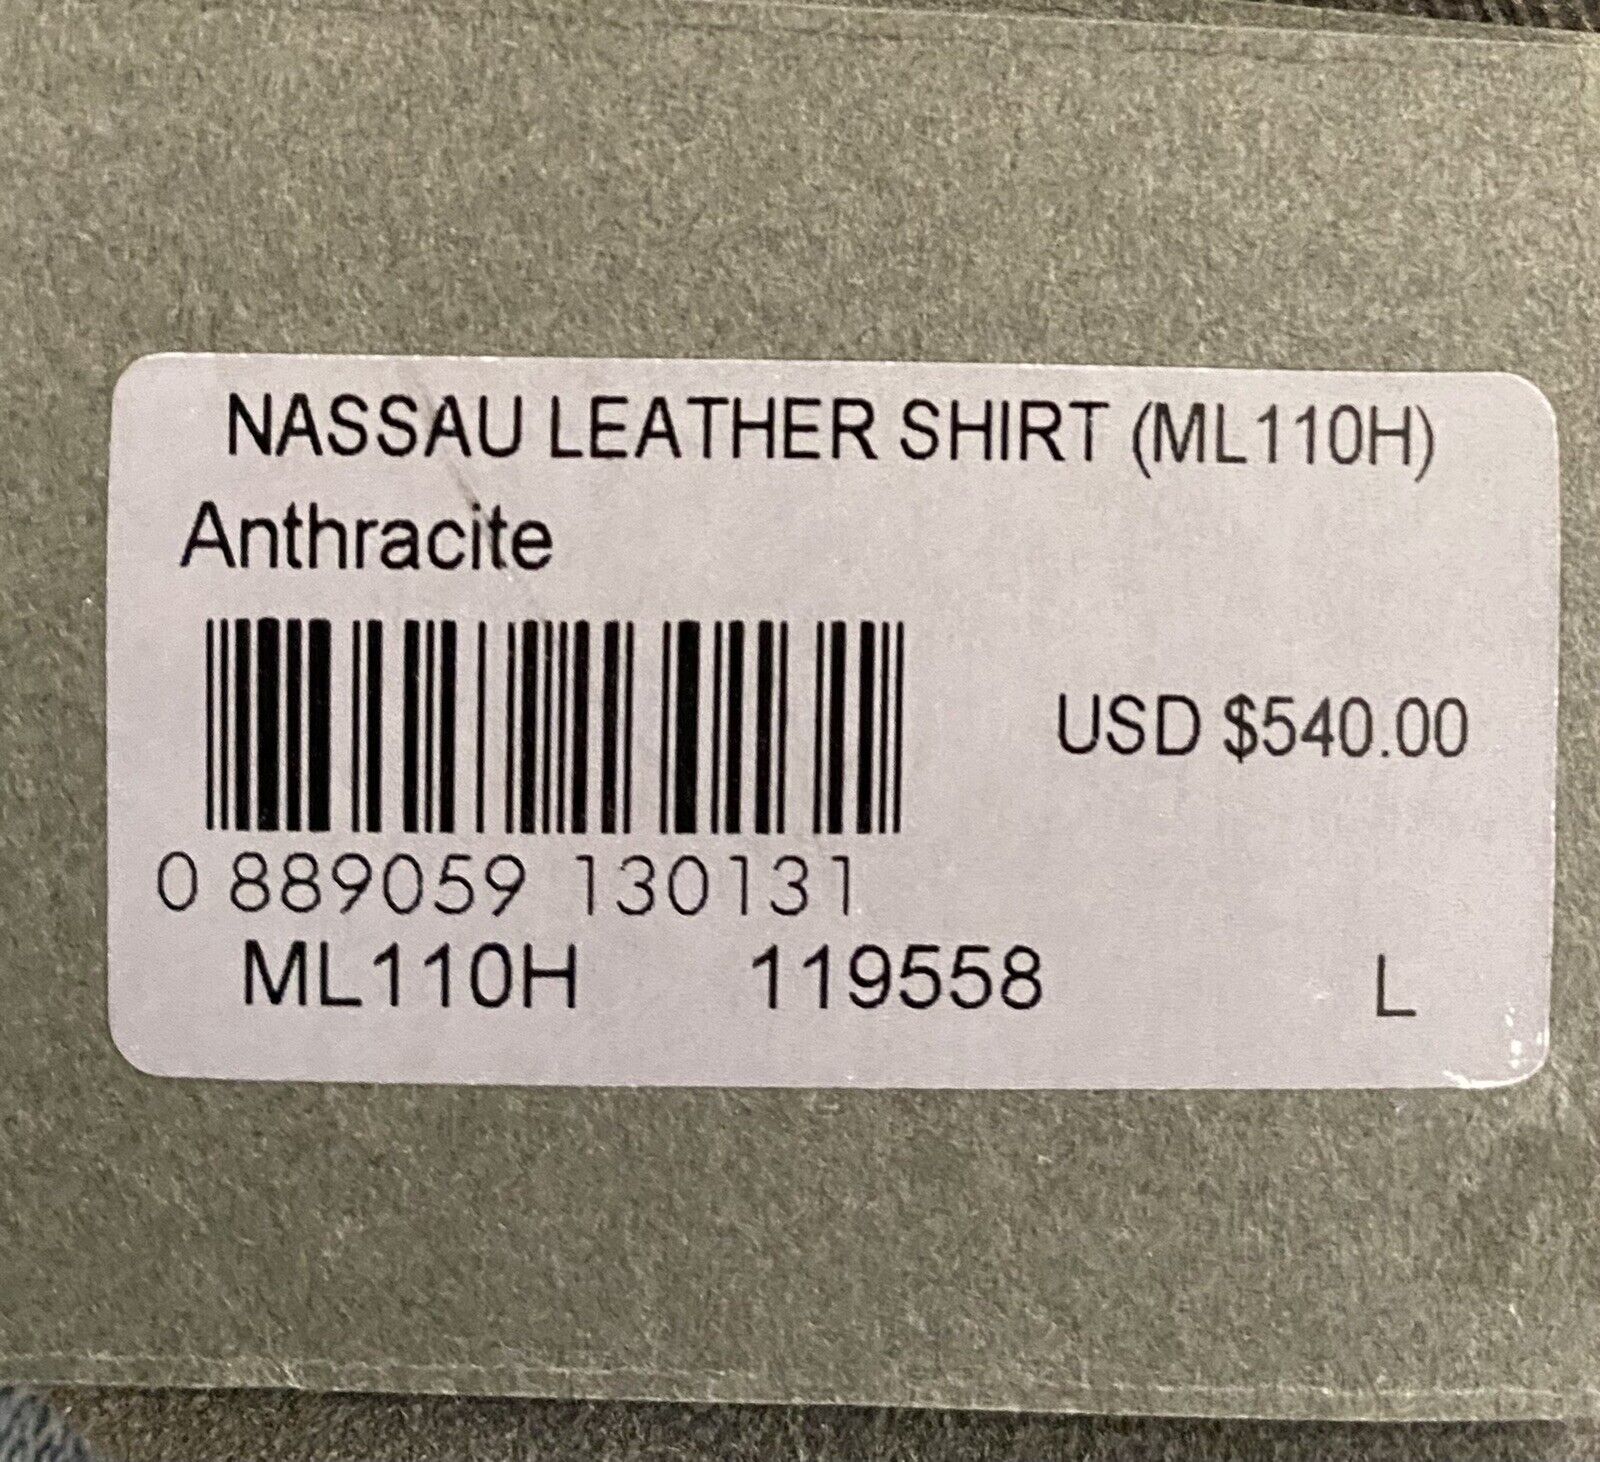 NASSAU LEATHER SHIRT (ML110H)
Anthracite
USD $540.00
0 889059 130131
ML110H 119558 L